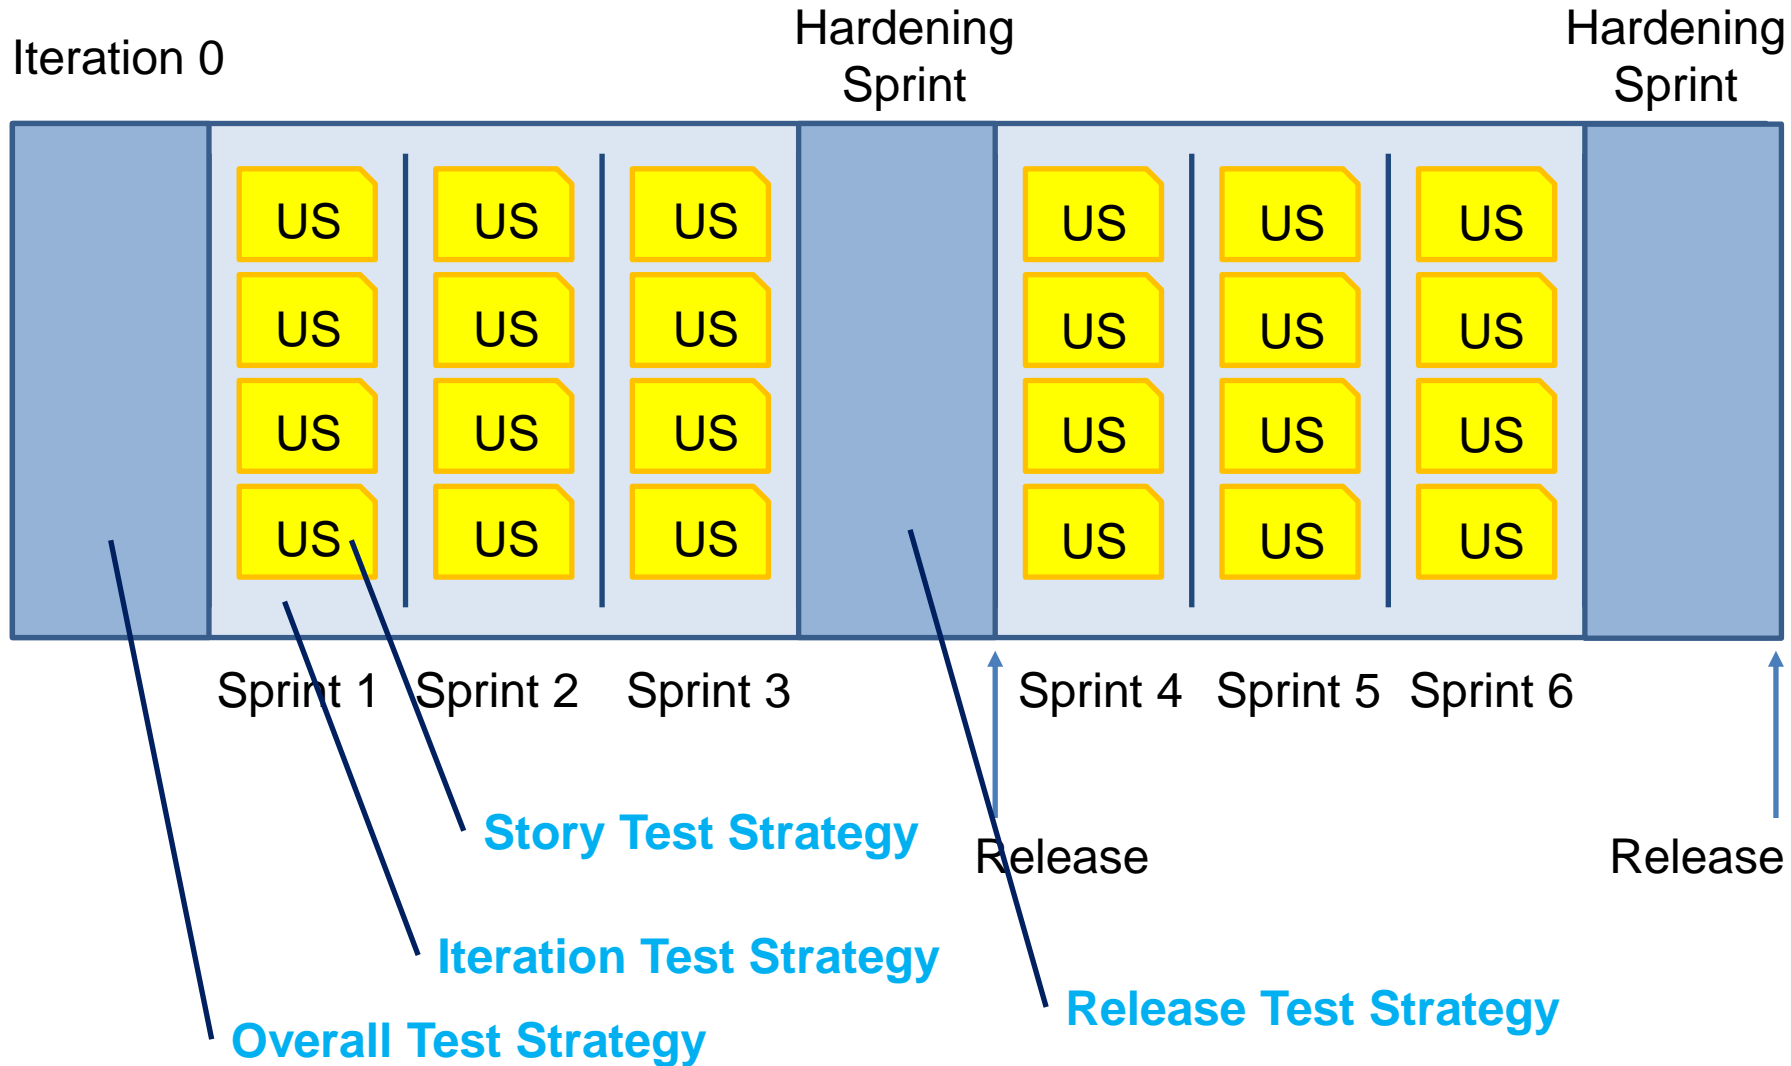 Iteration 0
Hardening
Sprint
Hardening
Sprint
US US US US US US
US US US US US US
US US US US US US
US US US US US US
Sprint 1 Sprint 2 Sprint 3 Sprint 4 Sprint 5 Sprint 6
Story Test Strategy
Release
Release
Iteration Test Strategy
Release Test Strategy
Overall Test Strategy